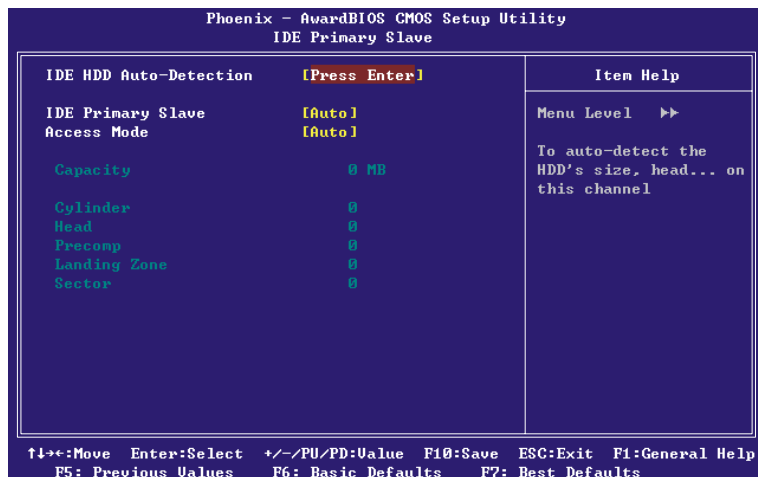 Phoenix - AwardBIOS CMOS Setup Utility
IDE Primary Slave
IDE HDD Auto-Detection [Press Enter]
Item Help
IDE Primary Slave [Auto]
Access Mode [Auto]
Menu Level ▸▸
To auto-detect the
HDD's size, head... on
this channel
Capacity 0 MB
Cylinder 0
Head 0
Precomp 0
Landing Zone 0
Sector 0
↑↓→←:Move Enter:Select +/-/PU/PD:Value F10:Save ESC:Exit F1:General Help
F5: Previous Values F6: Basic Defaults F7: Best Defaults